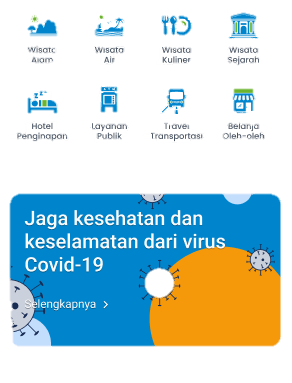 Wisata Wisata Wisata Wisata
Alam Air Kuliner Sejarah
Hotel Layanan Travel Belanja
Penginapan Publik Transportasi Oleh-oleh
Jaga kesehatan dan
keselamatan dari virus
Covid-19
Selengkapnya >